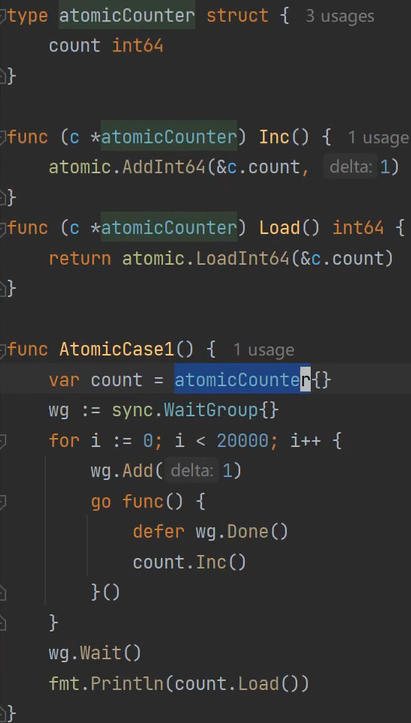 type atomicCounter struct { 3 usages
    count int64
}

func (c *atomicCounter) Inc() { 1 usage
    atomic.AddInt64(&c.count, delta: 1)
}
func (c *atomicCounter) Load() int64 {
    return atomic.LoadInt64(&c.count)
}

func AtomicCase1() { 1 usage
    var count = atomicCounter{}
    wg := sync.WaitGroup{}
    for i := 0; i < 20000; i++ {
        wg.Add( delta: 1)
        go func() {
            defer wg.Done()
            count.Inc()
        }()
    }
    wg.Wait()
    fmt.Println(count.Load())
}